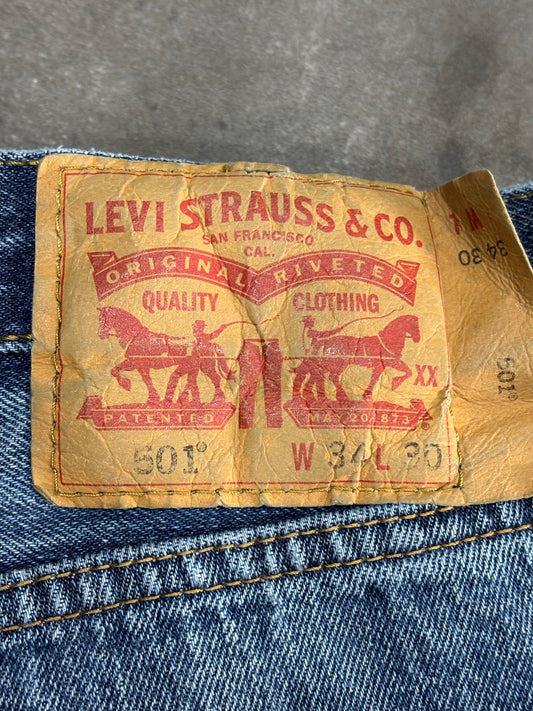 LEVI STRAUSS & CO.
SAN FRANCISCO
CAL.
ORIGINAL RIVETED
QUALITY CLOTHING
XX
PATENTED MAY 20 1873
®
501®
W 34 L 30
34 30
501®